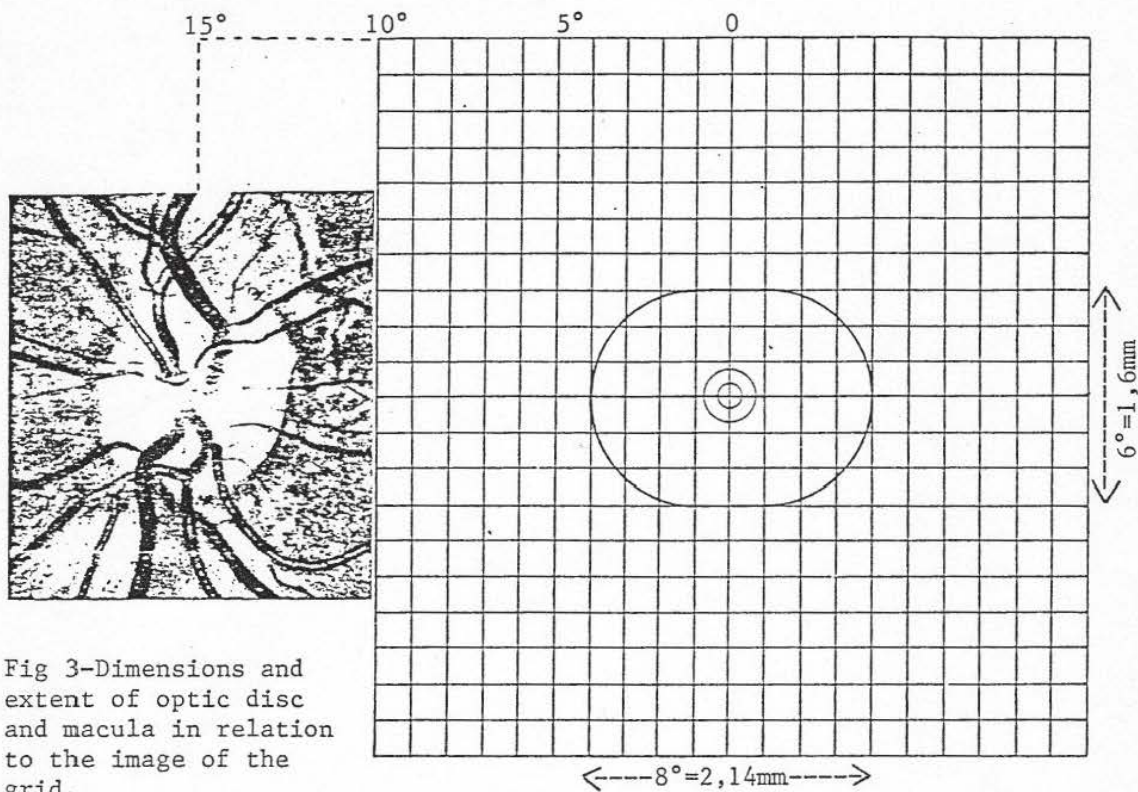 15° 10° 5° 0
6°=1,6mm
Fig 3-Dimensions and
extent of optic disc
and macula in relation
to the image of the
grid.
<----8°=2,14mm----->